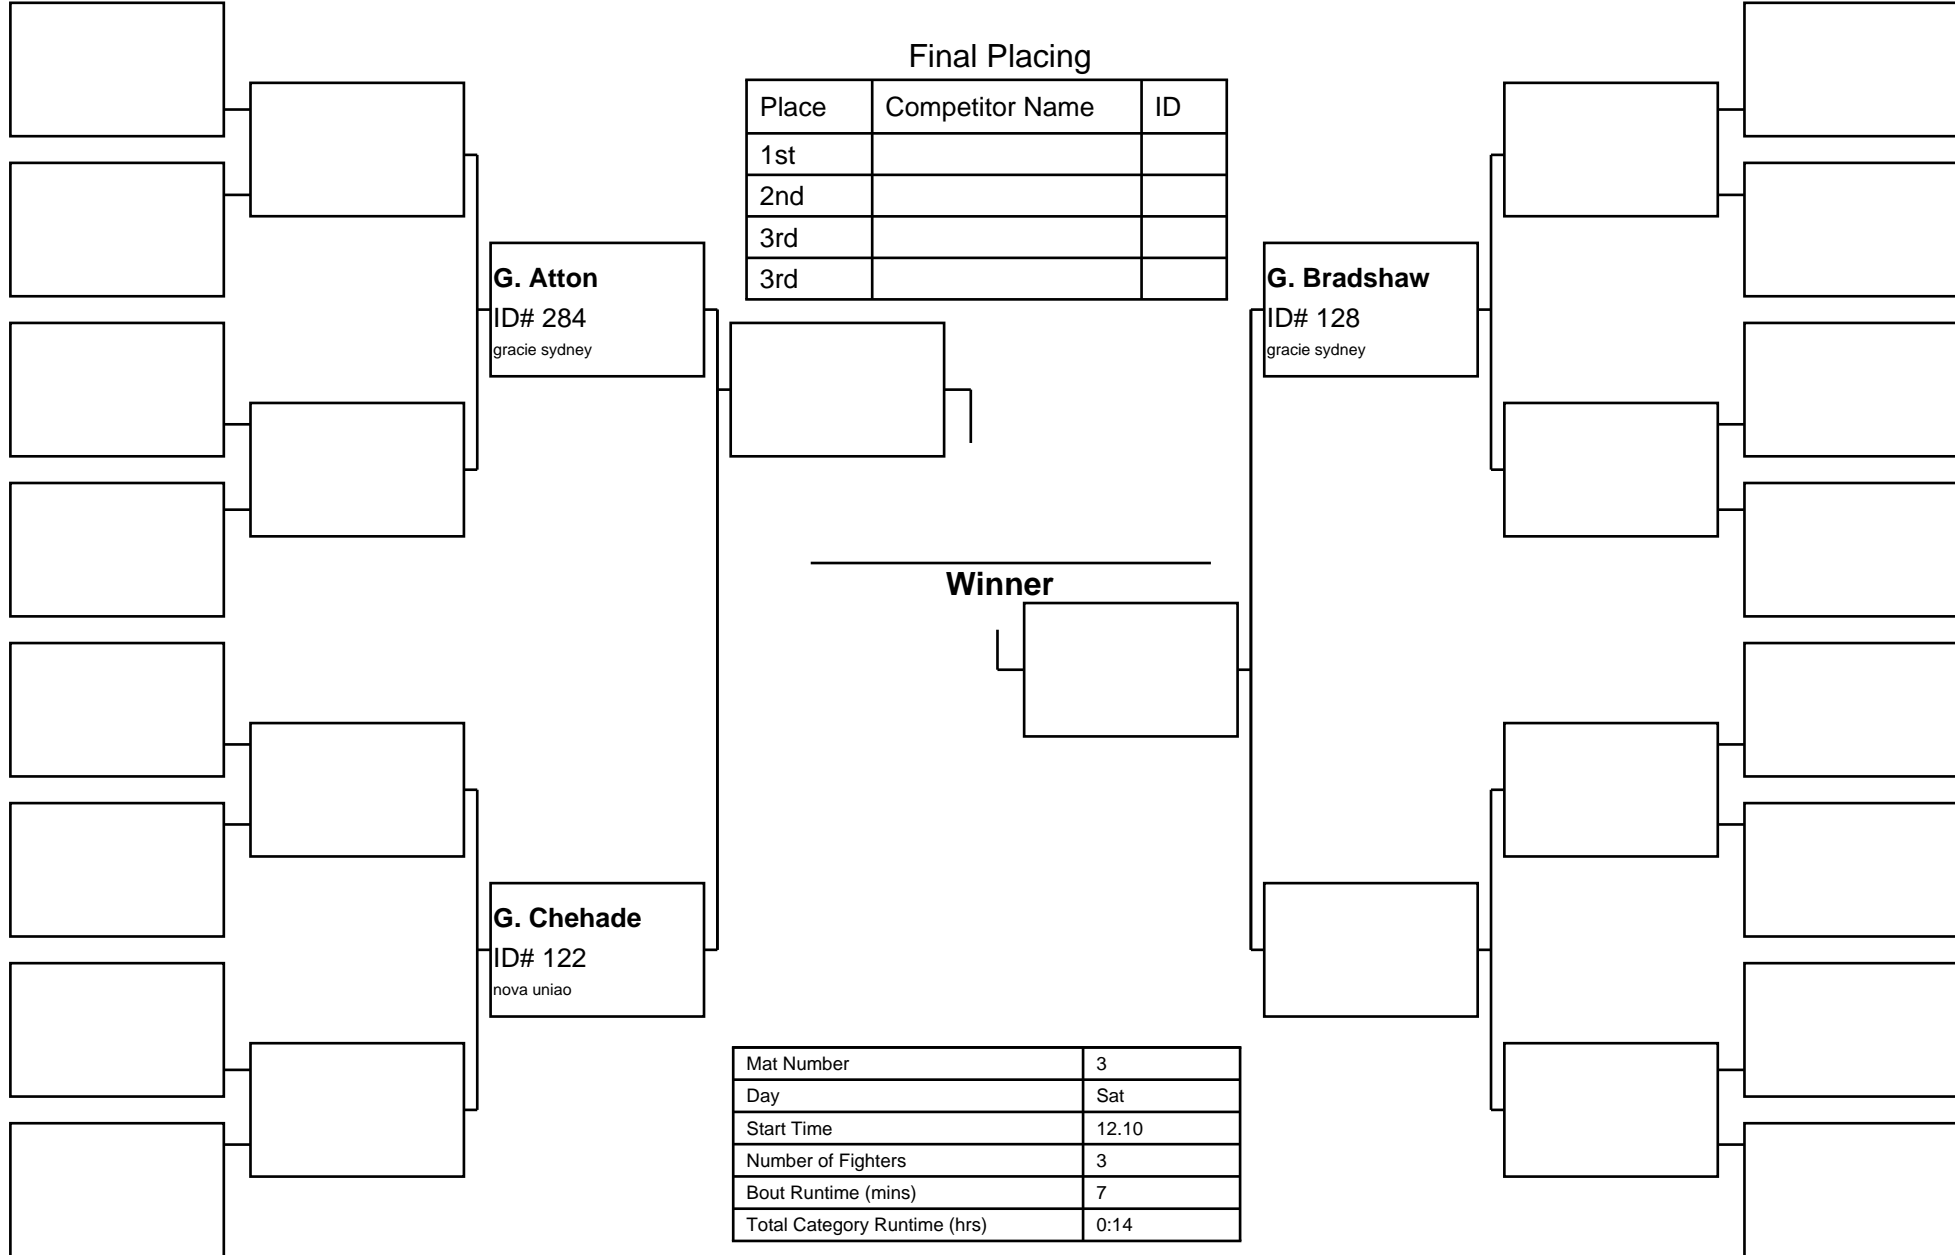 Final Placing
Place Competitor Name ID
1st
2nd
3rd
3rd
G. Atton
ID# 284
gracie sydney
G. Bradshaw
ID# 128
gracie sydney
Winner
G. Chehade
ID# 122
nova uniao
Mat Number 3
Day Sat
Start Time 12.10
Number of Fighters 3
Bout Runtime (mins) 7
Total Category Runtime (hrs) 0:14